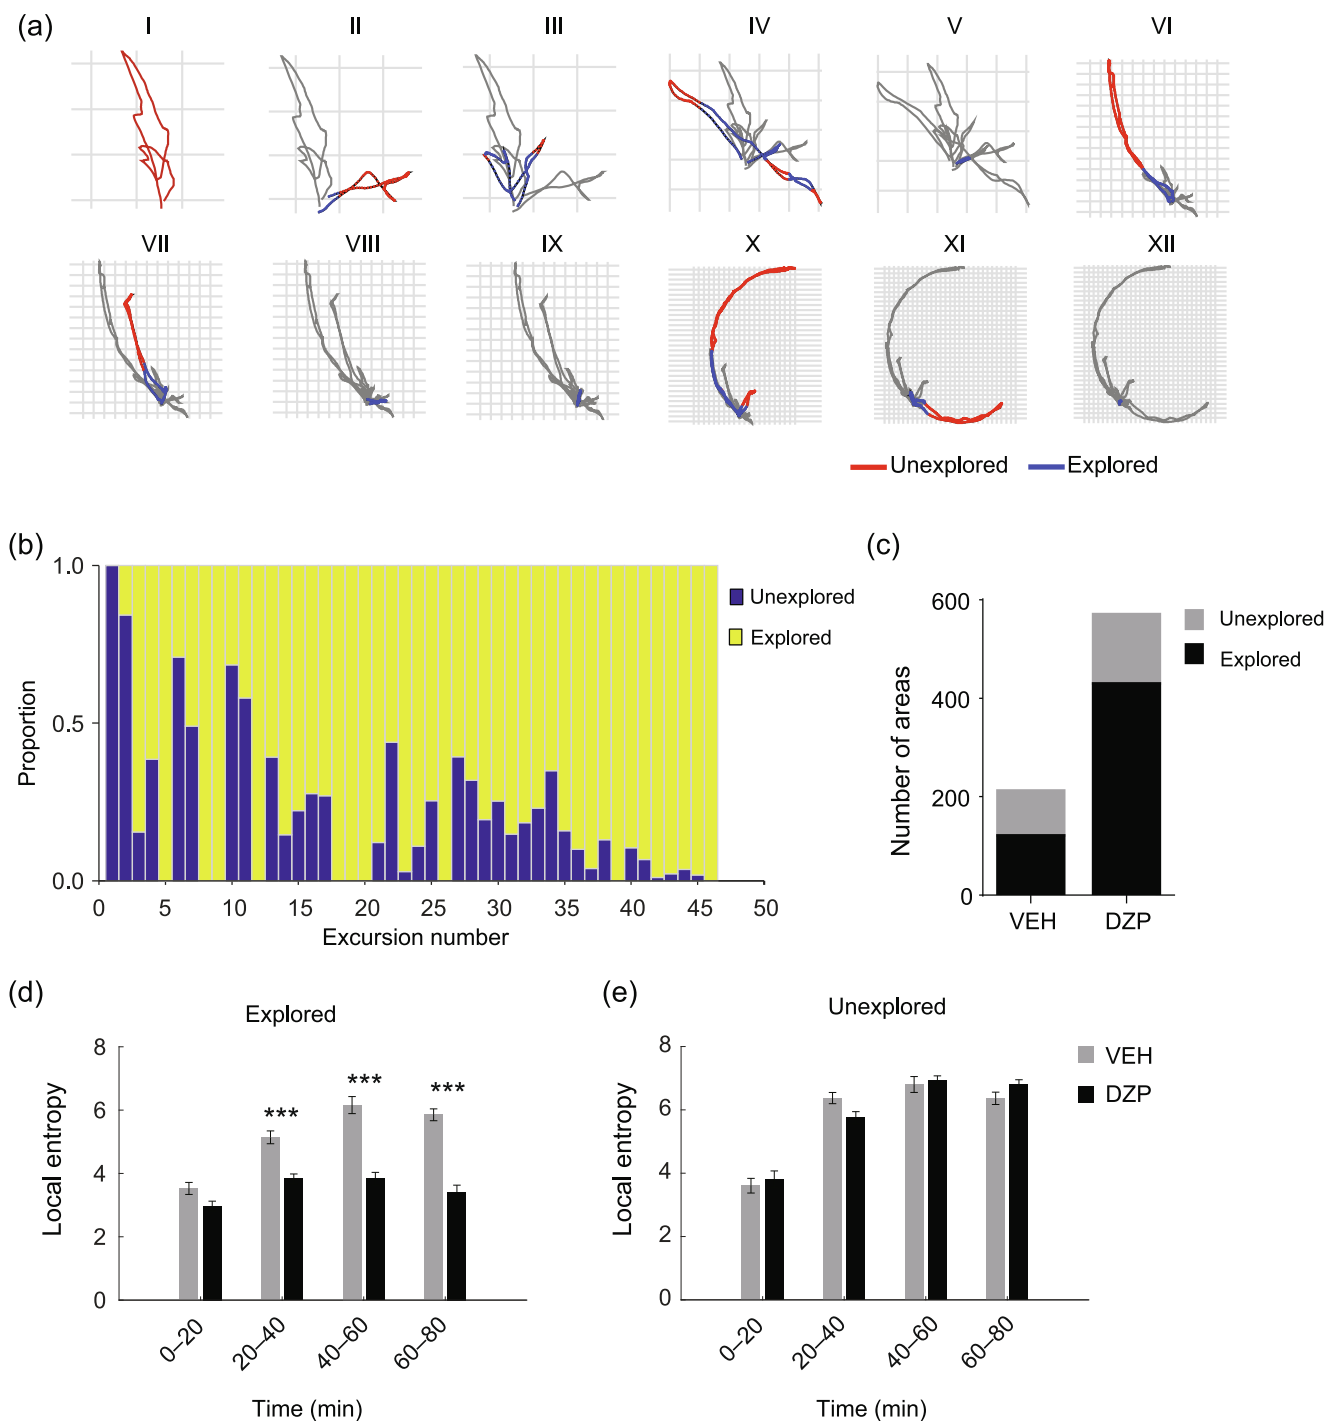 (a)
I II III IV V VI
VII VIII IX X XI XII
Unexplored Explored
(b)
1.0
0.5
0.0
Proportion
0 5 10 15 20 25 30 35 40 45 50
Excursion number
Unexplored
Explored
(c)
600
400
200
0
Number of areas
VEH DZP
Unexplored
Explored
(d)
Explored
8
6
4
2
0
Local entropy
*** *** ***
0–20 20–40 40–60 60–80
Time (min)
(e)
Unexplored
8
6
4
2
0
Local entropy
0–20 20–40 40–60 60–80
Time (min)
VEH
DZP